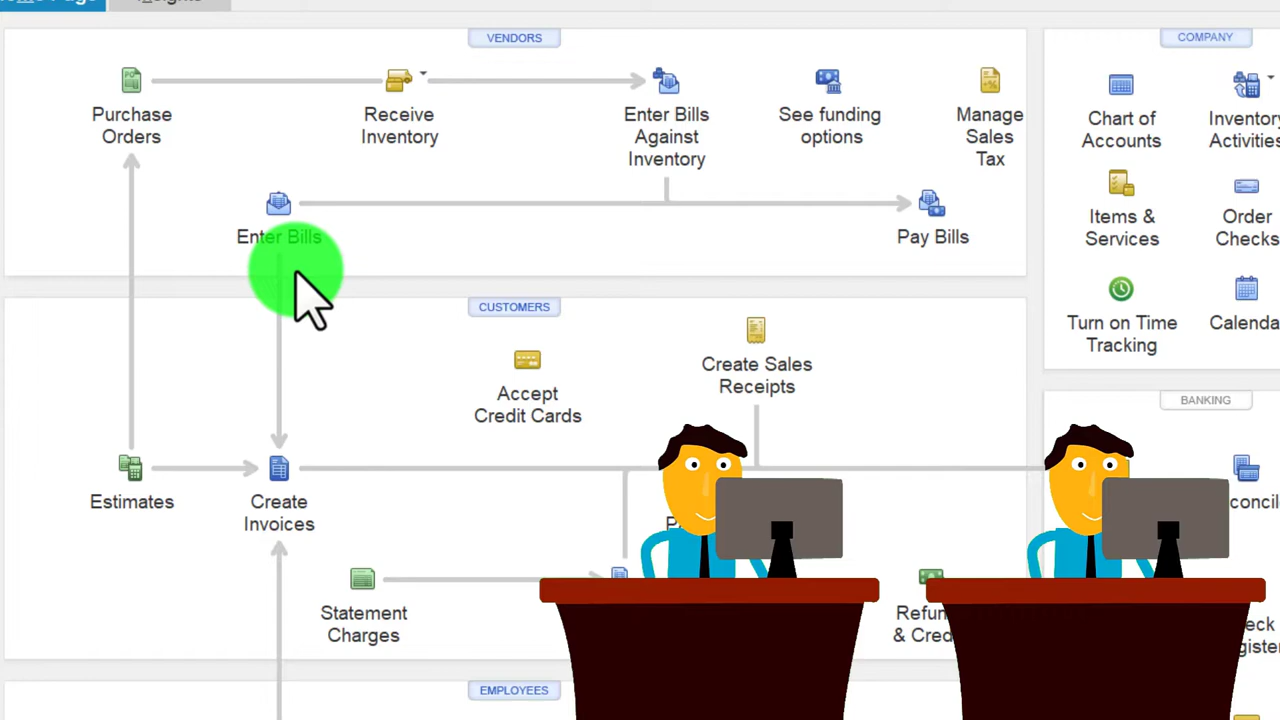 VENDORS
COMPANY
Purchase
Orders
Receive
Inventory
Enter Bills
Against
Inventory
See funding
options
Manage
Sales
Tax
Chart of
Accounts
Inventory
Activities
Enter Bills
Pay Bills
Items &
Services
Order
Checks
Turn on Time
Tracking
CUSTOMERS
Create Sales
Receipts
Accept
Credit Cards
BANKING
Estimates
Create
Invoices
Statement
Charges
EMPLOYEES